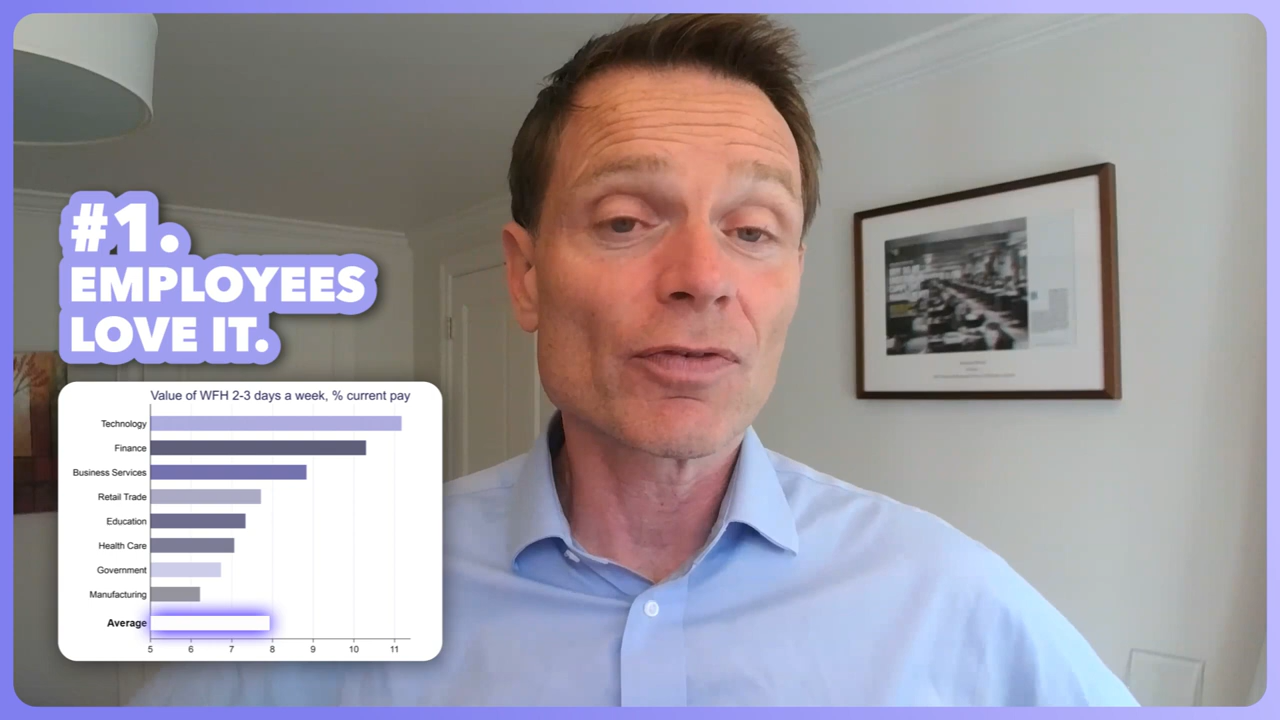 #1.
EMPLOYEES
LOVE IT.
Value of WFH 2-3 days a week, % current pay
Technology
Finance
Business Services
Retail Trade
Education
Health Care
Government
Manufacturing
Average
5 6 7 8 9 10 11